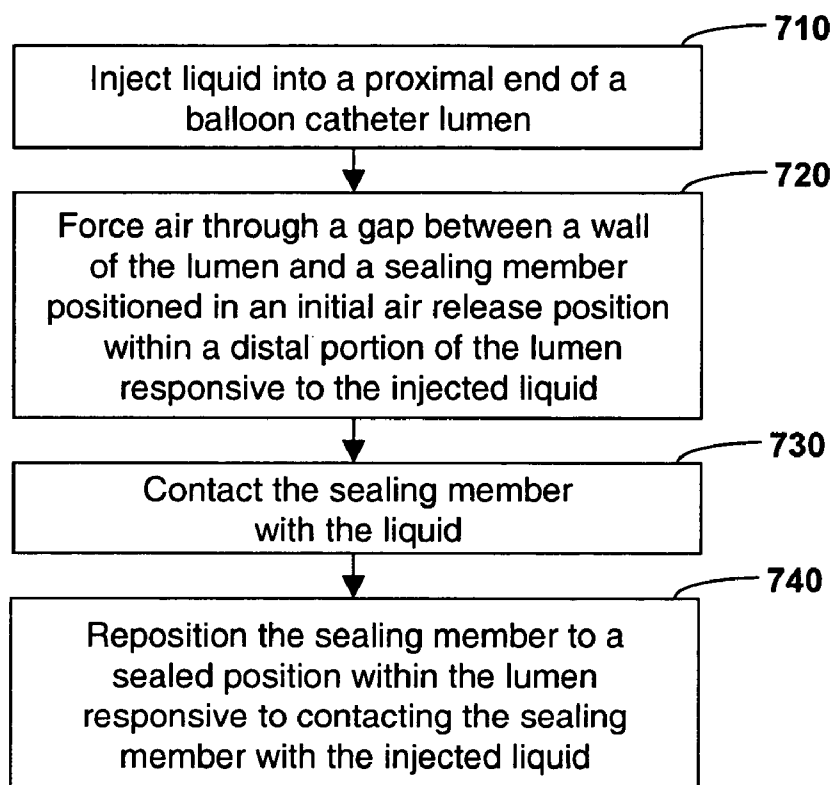 710
Inject liquid into a proximal end of a
balloon catheter lumen
720
Force air through a gap between a wall
of the lumen and a sealing member
positioned in an initial air release position
within a distal portion of the lumen
responsive to the injected liquid
730
Contact the sealing member
with the liquid
740
Reposition the sealing member to a
sealed position within the lumen
responsive to contacting the sealing
member with the injected liquid